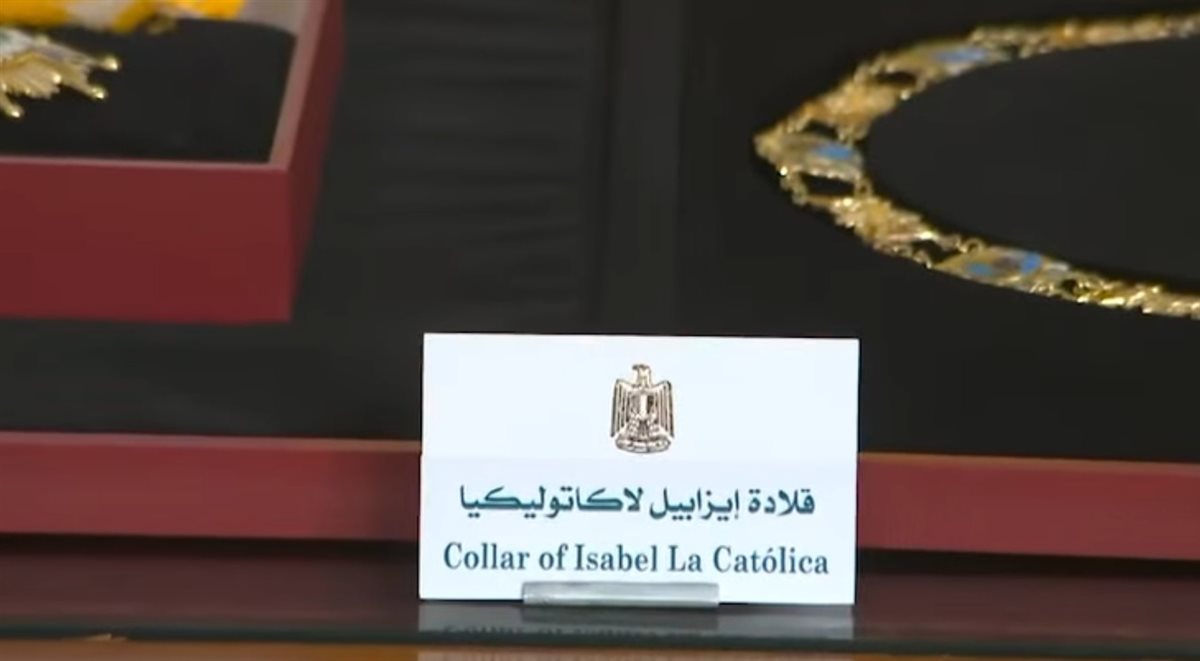 قلادة إيزابيل لاكاتوليكيا
Collar of Isabel La Católica